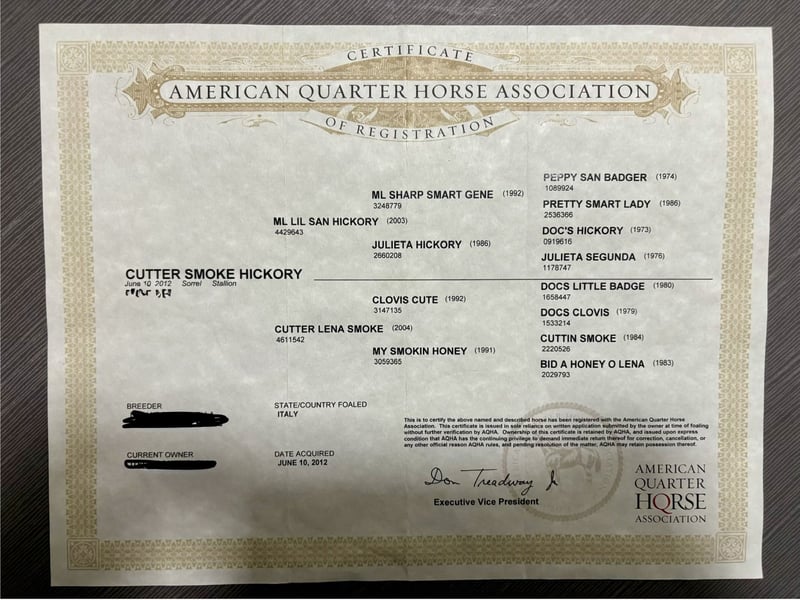 CERTIFICATE
AMERICAN QUARTER HORSE ASSOCIATION
OF REGISTRATION
PEPPY SAN BADGER (1974)
1089924
ML SHARP SMART GENE (1992)
3248779
PRETTY SMART LADY (1986)
2536366
ML LIL SAN HICKORY (2003)
4429643
DOC'S HICKORY (1973)
0919616
JULIETA HICKORY (1986)
2660208
JULIETA SEGUNDA (1976)
1178747
CUTTER SMOKE HICKORY
June 10 2012 Sorrel Stallion
DOCS LITTLE BADGE (1980)
1658447
CLOVIS CUTE (1992)
3147135
DOCS CLOVIS (1979)
1533214
CUTTER LENA SMOKE (2004)
4611542
CUTTIN SMOKE (1984)
2220526
MY SMOKIN HONEY (1991)
3059365
BID A HONEY O LENA (1983)
2029793
BREEDER
STATE/COUNTRY FOALED
ITALY
CURRENT OWNER
DATE ACQUIRED
JUNE 10, 2012
This is to certify the above named and described horse has been registered with the American Quarter Horse
Association. This certificate is issued in sole reliance on written application submitted by the owner at time of foaling
without further verification by AQHA. Ownership of this certificate is retained by AQHA, and issued upon express
condition that AQHA has the continuing privilege to demand immediate return thereof for correction, cancellation, or
any other official reason AQHA rules, and pending resolution of the matter, AQHA may retain possession thereof.
Don Treadway Jr
Executive Vice President
AMERICAN
QUARTER
HORSE
ASSOCIATION